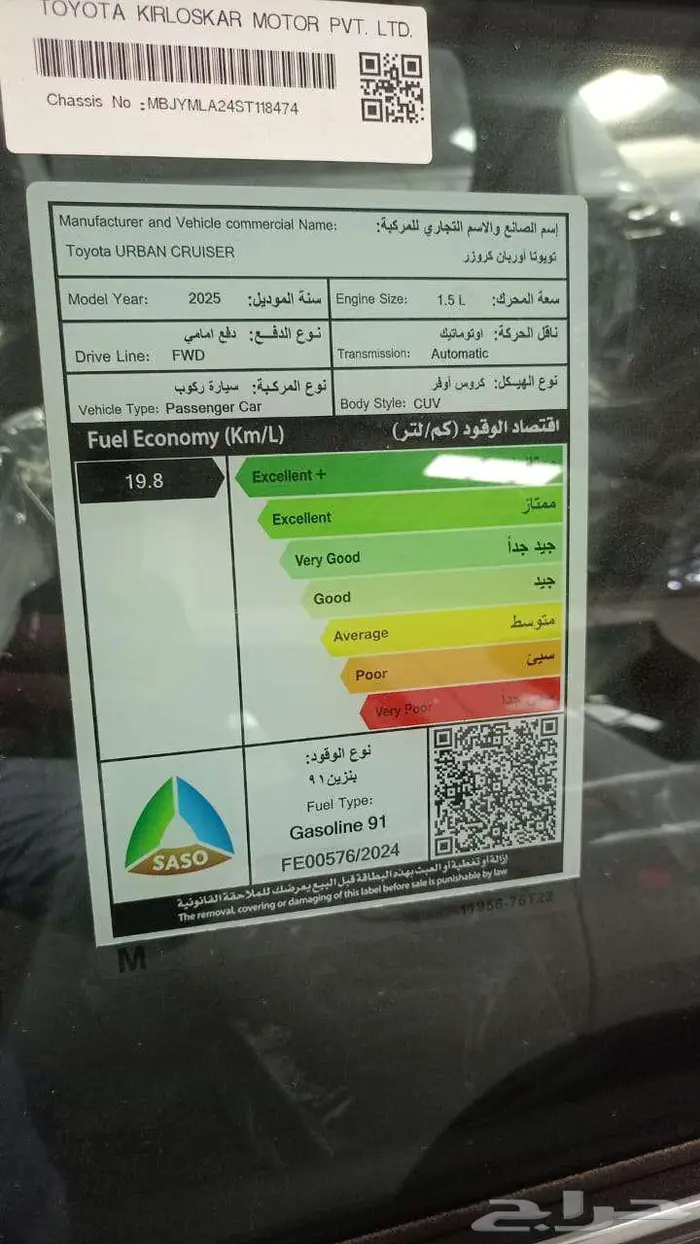 TOYOTA KIRLOSKAR MOTOR PVT. LTD.
Chassis No :MBJYMLA24ST118474
Manufacturer and Vehicle commercial Name: إسم الصانع والاسم التجاري للمركبة:
Toyota URBAN CRUISER تويوتا أوربان كروزر
Model Year: 2025 سنة الموديل: Engine Size: 1.5 L سعة المحرك:
نوع الدفع: دفع امامي ناقل الحركة: اوتوماتيك
Drive Line: FWD Transmission: Automatic
نوع المركبة: سيارة ركوب نوع الهيكل: كروس أوفر
Vehicle Type: Passenger Car Body Style: CUV
Fuel Economy (Km/L) اقتصاد الوقود (كم/لتر)
19.8 Excellent +
Excellent ممتاز
Very Good جيد جداً
Good جيد
Average متوسط
Poor سيئ
Very Poor
نوع الوقود:
بنزين ٩١
Fuel Type:
Gasoline 91
FE00576/2024
SASO
إزالة أو تغطية أو العبث بهذه البطاقة قبل البيع يعرضك للملاحقة القانونية
The removal, covering or damaging of this label before sale is punishable by law
M
حراج